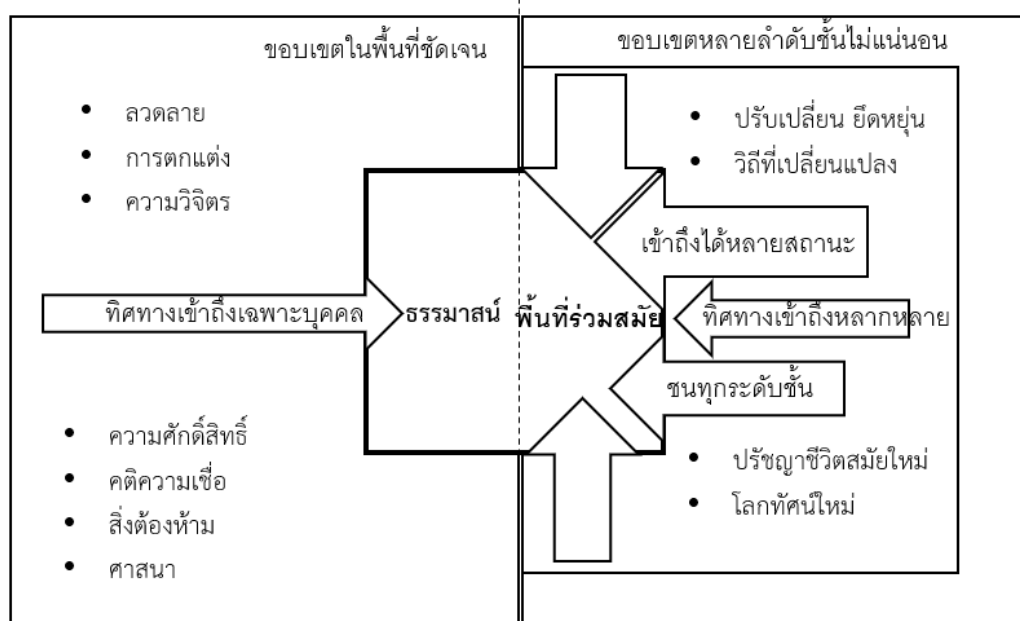 ขอบเขตในพื้นที่ชัดเจน
• ลวดลาย
• การตกแต่ง
• ความวิจิตร
ทิศทางเข้าถึงเฉพาะบุคคล
ธรรมาสน์
• ความศักดิ์สิทธิ์
• คติความเชื่อ
• สิ่งต้องห้าม
• ศาสนา
ขอบเขตหลายลำดับชั้นไม่แน่นอน
• ปรับเปลี่ยน ยืดหยุ่น
• วิถีที่เปลี่ยนแปลง
เข้าถึงได้หลายสถานะ
พื้นที่ร่วมสมัย
ทิศทางเข้าถึงหลากหลาย
ชนทุกระดับชั้น
• ปรัชญาชีวิตสมัยใหม่
• โลกทัศน์ใหม่